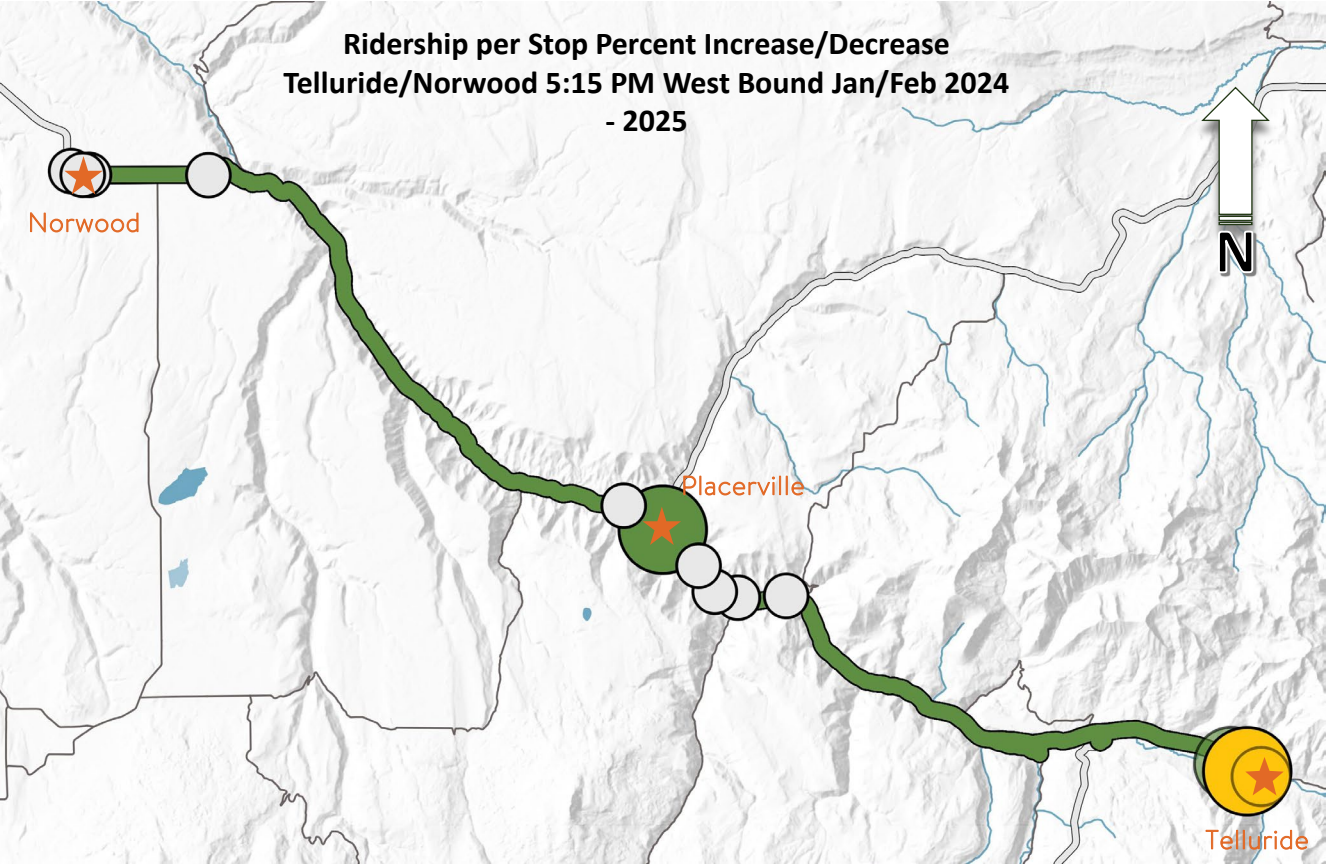 Ridership per Stop Percent Increase/Decrease
Telluride/Norwood 5:15 PM West Bound Jan/Feb 2024
- 2025
N
Norwood
Placerville
Telluride